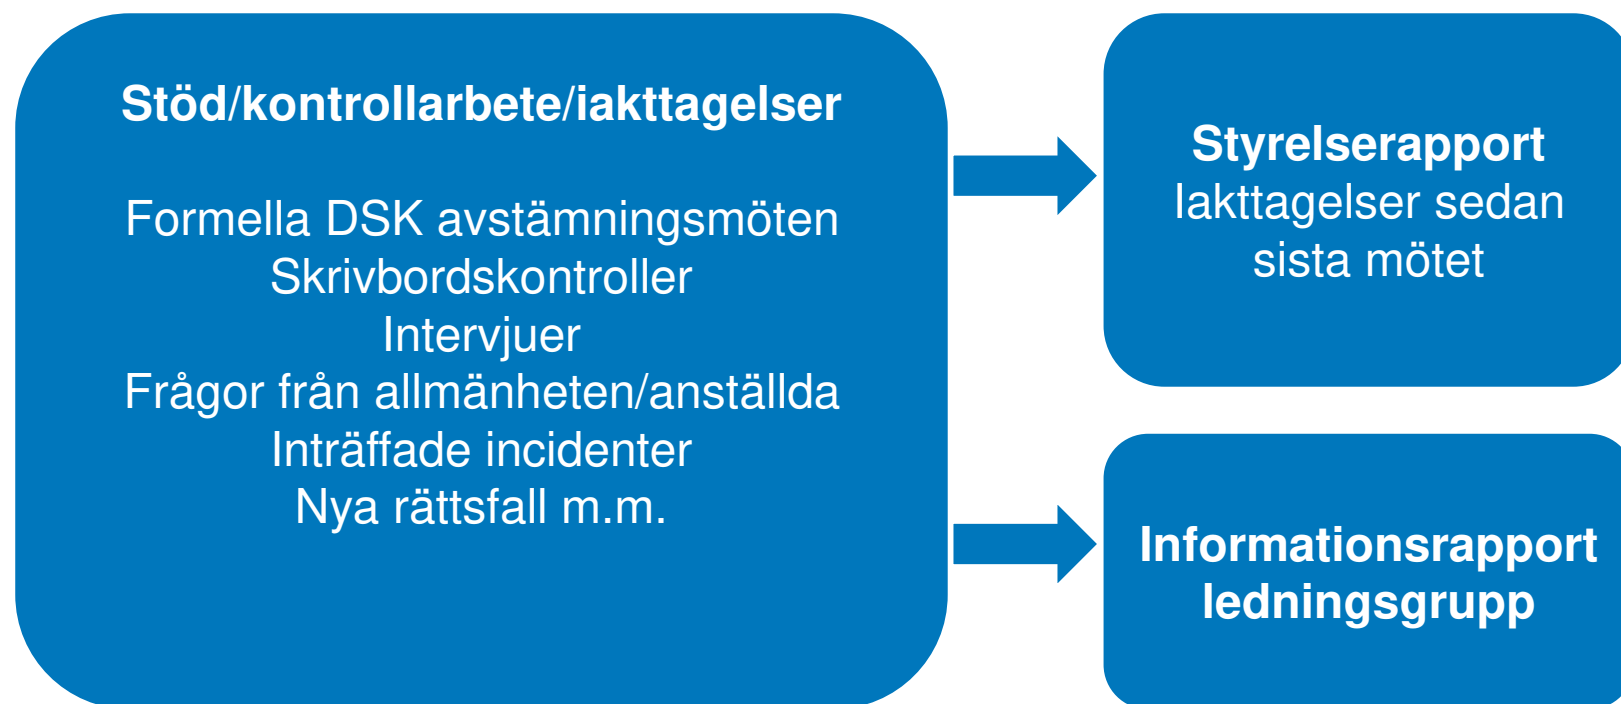 Stöd/kontrollarbete/iakttagelser
Formella DSK avstämningsmöten
Skrivbordskontroller
Intervjuer
Frågor från allmänheten/anställda
Inträffade incidenter
Nya rättsfall m.m.
Styrelserapport
Iakttagelser sedan
sista mötet
Informationsrapport
ledningsgrupp